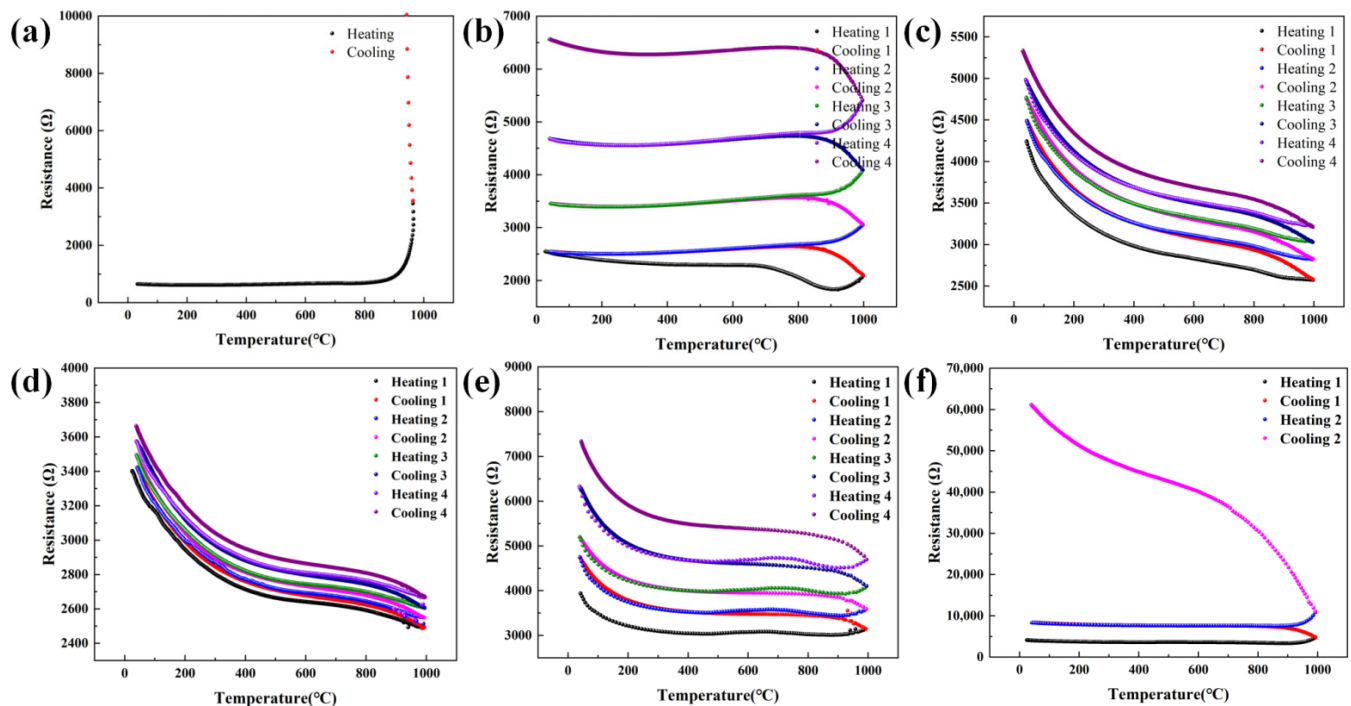 (a)
10000
8000
6000
4000
2000
0
Resistance (Ω)
0 200 400 600 800 1000
Temperature(℃)
Heating
Cooling
(b)
7000
6000
5000
4000
3000
2000
Resistance (Ω)
0 200 400 600 800 1000
Temperature(℃)
Heating 1
Cooling 1
Heating 2
Cooling 2
Heating 3
Cooling 3
Heating 4
Cooling 4
(c)
5500
5000
4500
4000
3500
3000
2500
Resistance (Ω)
0 200 400 600 800 1000
Temperature(℃)
Heating 1
Cooling 1
Heating 2
Cooling 2
Heating 3
Cooling 3
Heating 4
Cooling 4
(d)
4000
3800
3600
3400
3200
3000
2800
2600
2400
Resistance (Ω)
0 200 400 600 800 1000
Temperature(℃)
Heating 1
Cooling 1
Heating 2
Cooling 2
Heating 3
Cooling 3
Heating 4
Cooling 4
(e)
9000
8000
7000
6000
5000
4000
3000
Resistance (Ω)
0 200 400 600 800 1000
Temperature(℃)
Heating 1
Cooling 1
Heating 2
Cooling 2
Heating 3
Cooling 3
Heating 4
Cooling 4
(f)
70,000
60,000
50,000
40,000
30,000
20,000
10,000
0
Resistance (Ω)
0 200 400 600 800 1000
Temperature(℃)
Heating 1
Cooling 1
Heating 2
Cooling 2